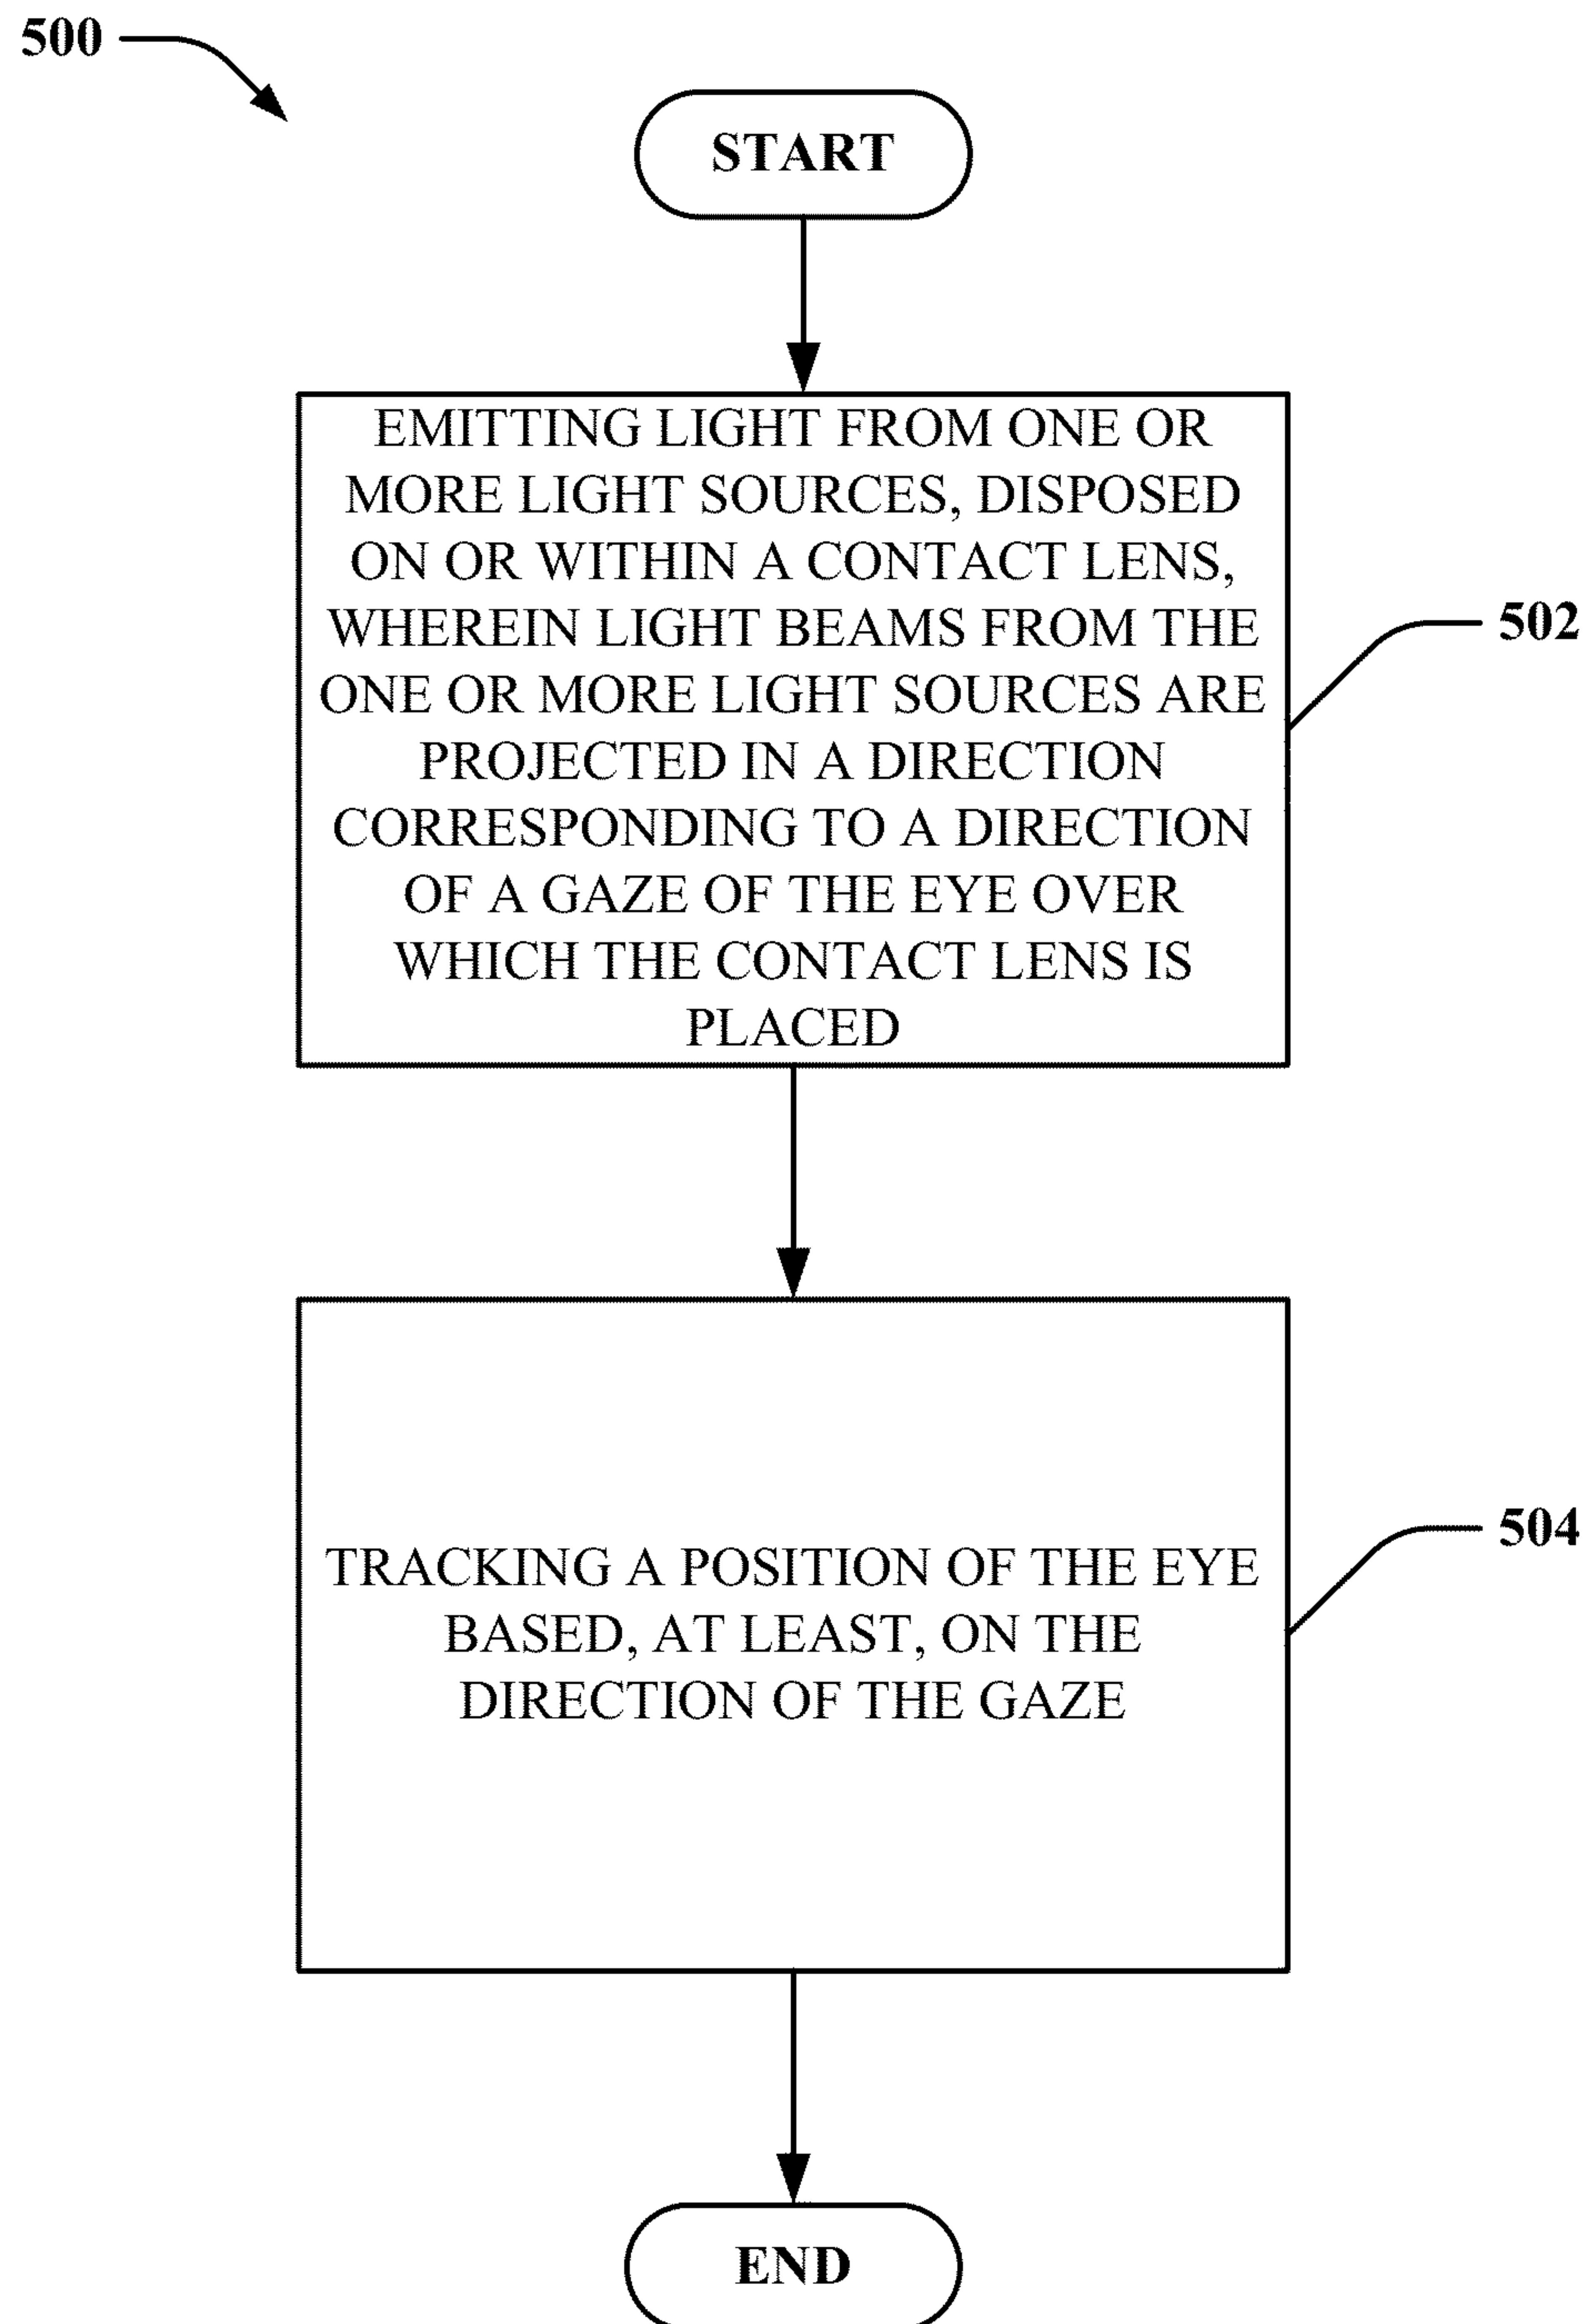 500
START
EMITTING LIGHT FROM ONE OR
MORE LIGHT SOURCES, DISPOSED
ON OR WITHIN A CONTACT LENS,
WHEREIN LIGHT BEAMS FROM THE
ONE OR MORE LIGHT SOURCES ARE
PROJECTED IN A DIRECTION
CORRESPONDING TO A DIRECTION
OF A GAZE OF THE EYE OVER
WHICH THE CONTACT LENS IS
PLACED
502
TRACKING A POSITION OF THE EYE
BASED, AT LEAST, ON THE
DIRECTION OF THE GAZE
504
END